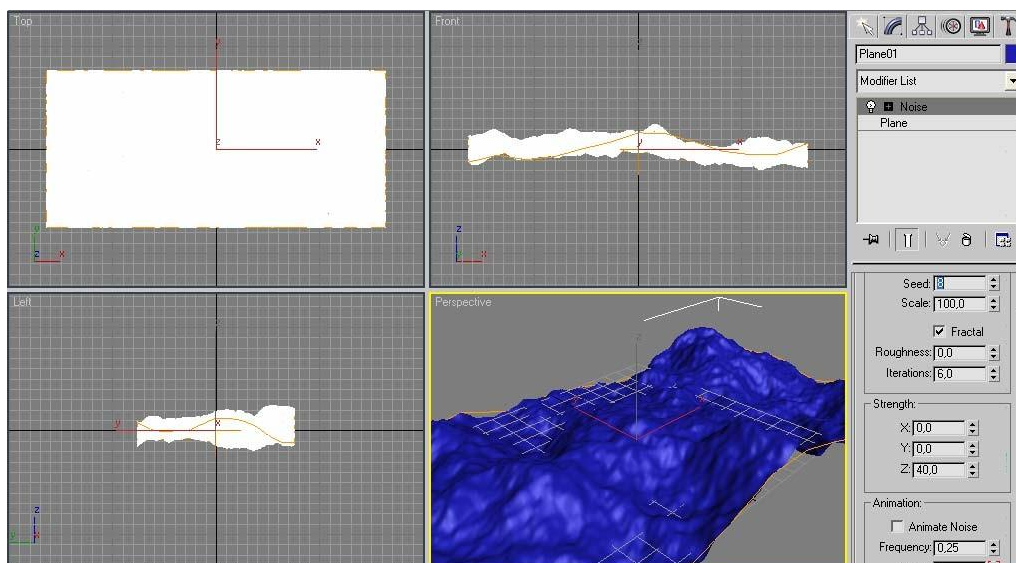 Top
Front
y
z
x
y
z
x
y
x
z
y
x
Left
Perspective
y
x
z
y
x
z
Plane01
Modifier List
Noise
Plane
Seed: 8
Scale: 100,0
Fractal
Roughness: 0,0
Iterations: 6,0
Strength:
X: 0,0
Y: 0,0
Z: 40,0
Animation:
Animate Noise
Frequency: 0,25